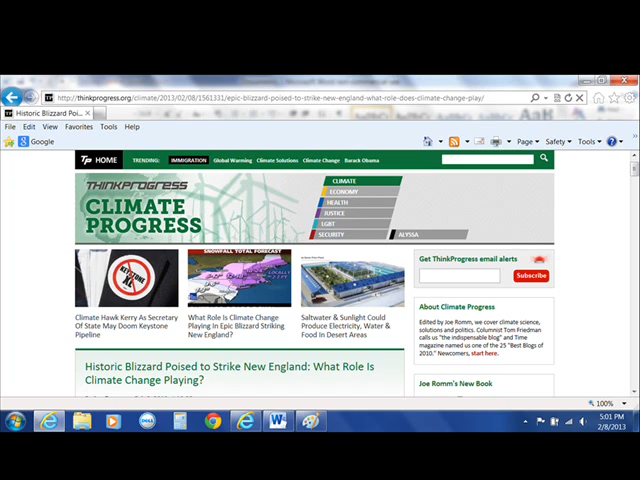 http://thinkprogress.org/climate/2013/02/08/1561331/epic-blizzard-poised-to-strike-new-england-what-role-does-climate-change-play/
Historic Blizzard Poi...
File Edit View Favorites Tools Help
Google
Page Safety Tools
TP HOME TRENDING: IMMIGRATION Global Warming Climate Solutions Climate Change Barack Obama
THINKPROGRESS
CLIMATE PROGRESS
CLIMATE
ECONOMY
HEALTH
JUSTICE
LGBT
SECURITY ALYSSA
KEYSTONE XL
SNOWFALL TOTAL FORECAST
LOCALLY
Climate Hawk Kerry As Secretary
Of State May Doom Keystone
Pipeline
What Role Is Climate Change
Playing In Epic Blizzard Striking
New England?
Saltwater & Sunlight Could
Produce Electricity, Water &
Food In Desert Areas
Get ThinkProgress email alerts
Subscribe
About Climate Progress
Edited by Joe Romm, we cover climate science,
solutions and politics. Columnist Tom Friedman
calls us "the indispensable blog" and Time
magazine named us one of the 25 "Best Blogs of
2010." Newcomers, start here.
Historic Blizzard Poised to Strike New England: What Role Is
Climate Change Playing?
Joe Romm's New Book
100%
DELL
5:01 PM
2/8/2013